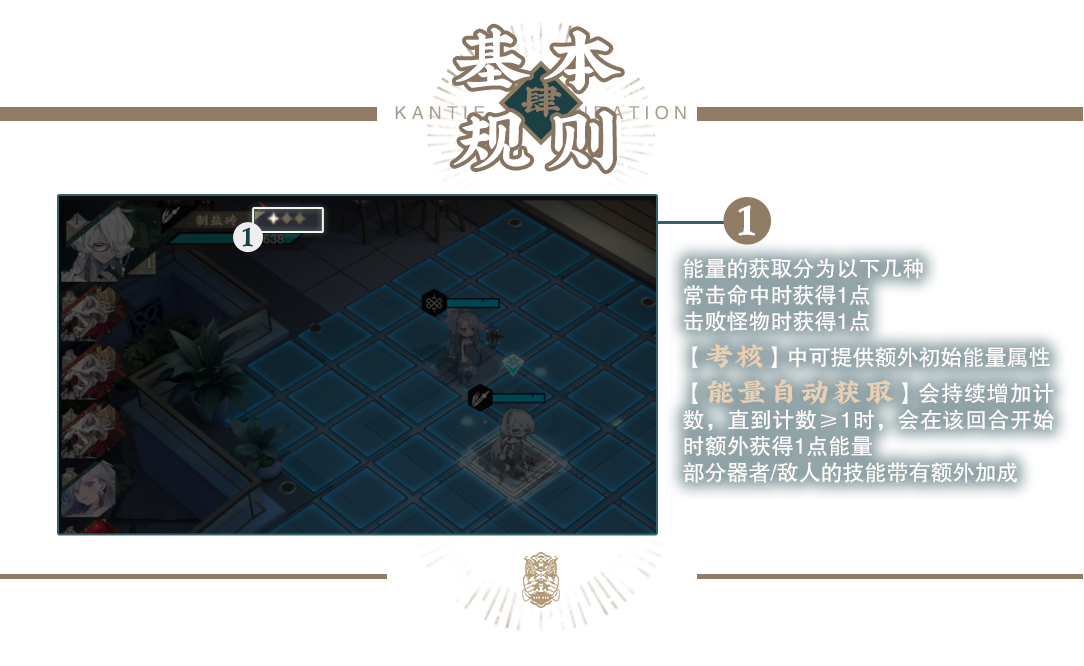 基本
肆
KANTIE RATION
规则
制盐砖
638
1
1
能量的获取分为以下几种
常击命中时获得1点
击败怪物时获得1点
【考核】中可提供额外初始能量属性
【能量自动获取】会持续增加计
数，直到计数≥1时，会在该回合开始
时额外获得1点能量
部分器者/敌人的技能带有额外加成